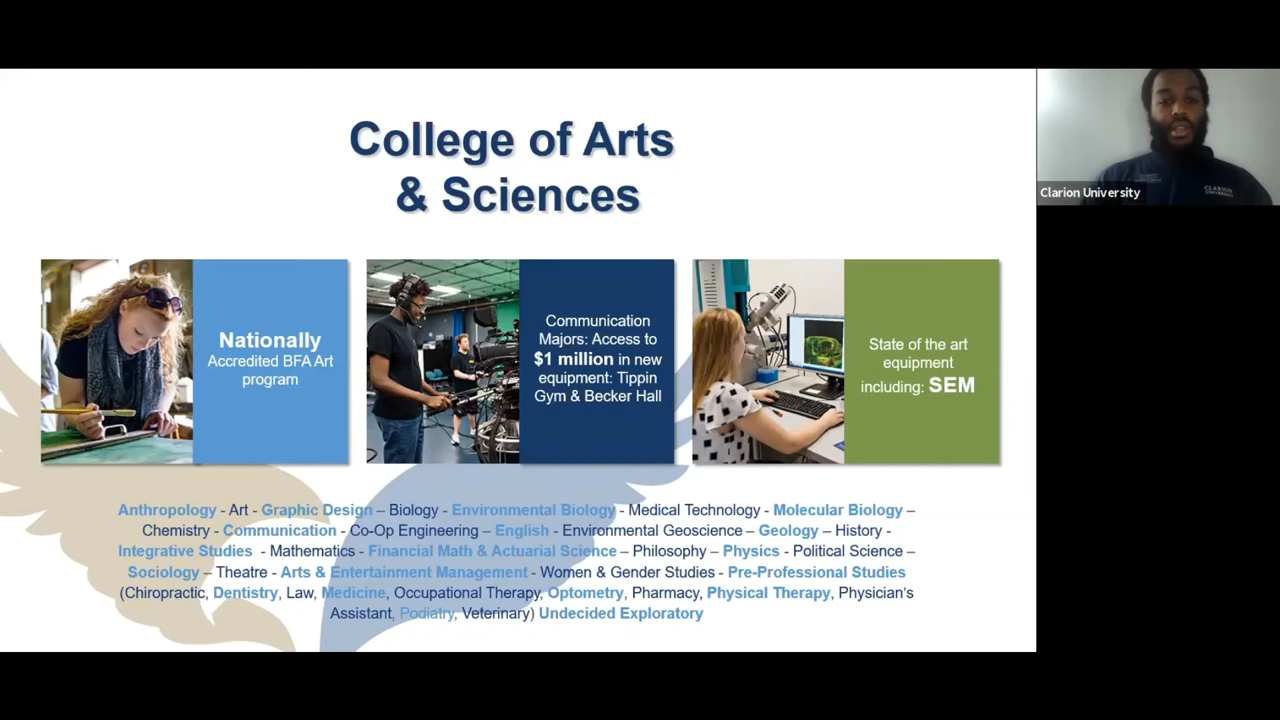 College of Arts
& Sciences
Nationally
Accredited BFA Art
program
Communication
Majors: Access to
$1 million in new
equipment: Tippin
Gym & Becker Hall
State of the art
equipment
including: SEM
Anthropology - Art - Graphic Design – Biology - Environmental Biology - Medical Technology - Molecular Biology –
Chemistry - Communication - Co-Op Engineering – English - Environmental Geoscience – Geology – History -
Integrative Studies - Mathematics - Financial Math & Actuarial Science – Philosophy – Physics - Political Science –
Sociology – Theatre - Arts & Entertainment Management - Women & Gender Studies - Pre-Professional Studies
(Chiropractic, Dentistry, Law, Medicine, Occupational Therapy, Optometry, Pharmacy, Physical Therapy, Physician's
Assistant, Podiatry, Veterinary) Undecided Exploratory
CLARION
UNIVERSITY
Clarion University